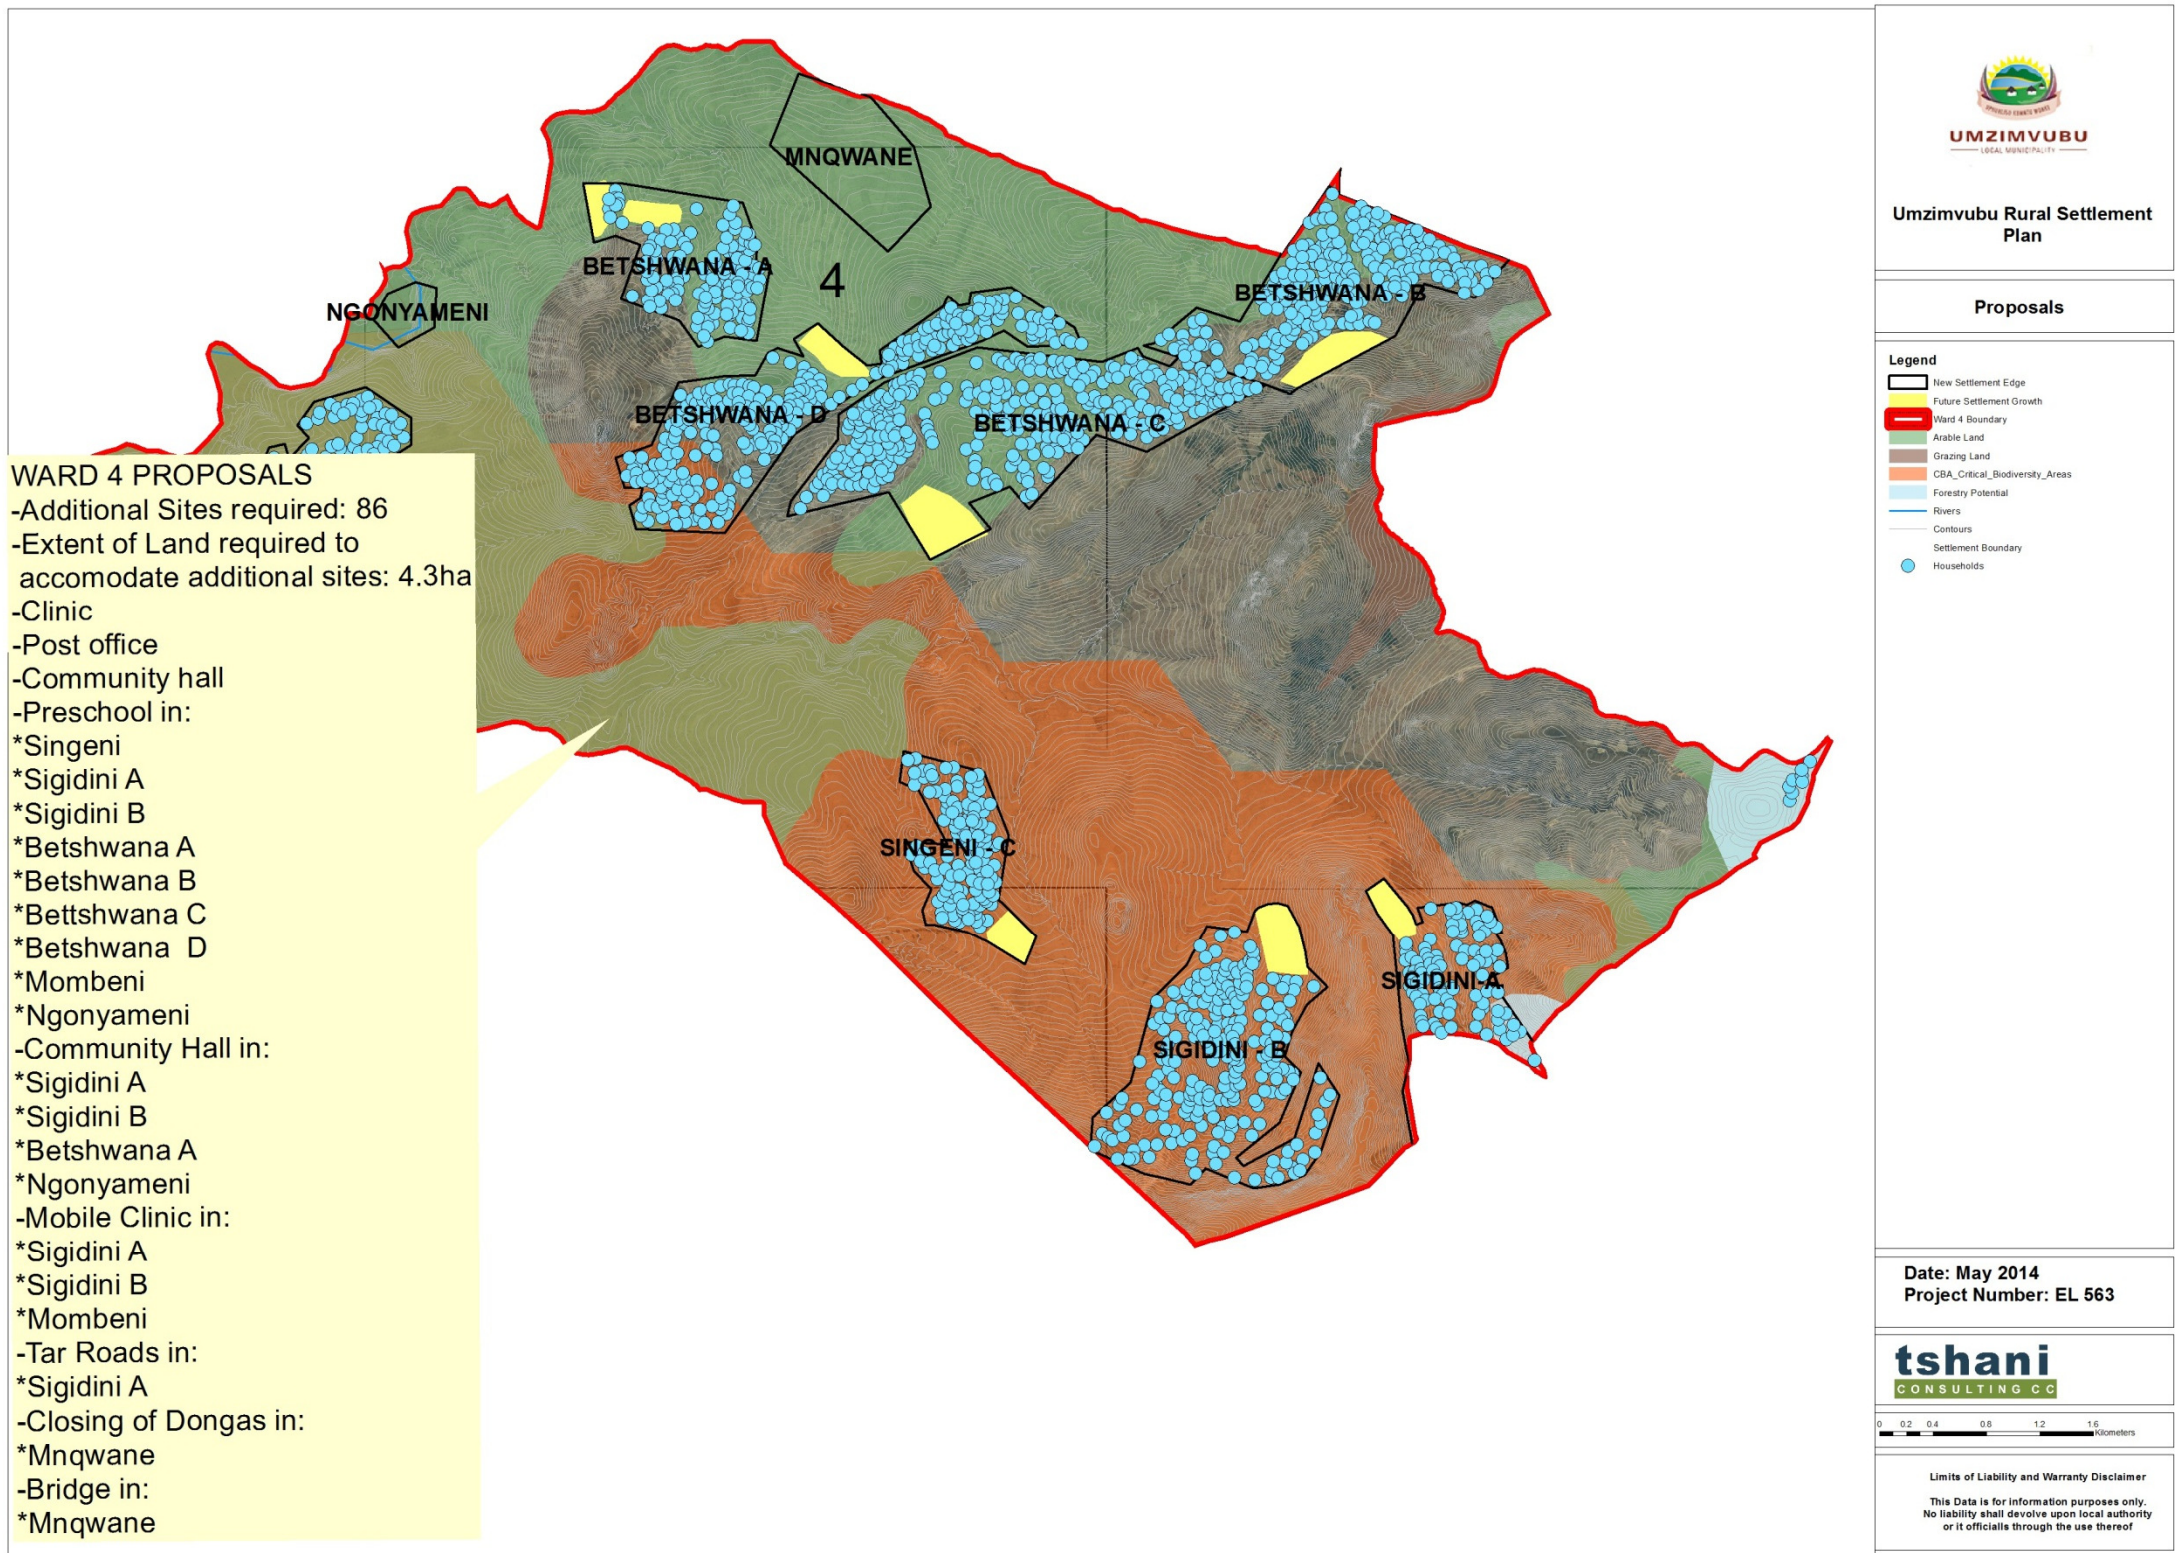 MNQWANE
BETSHWANA - A
4
NGONYAMENI
BETSHWANA - B
BETSHWANA - D
BETSHWANA - C
SINGENI - C
SIGIDINI-A
SIGIDINI - B
WARD 4 PROPOSALS
-Additional Sites required: 86
-Extent of Land required to
accomodate additional sites: 4.3ha
-Clinic
-Post office
-Community hall
-Preschool in:
*Singeni
*Sigidini A
*Sigidini B
*Betshwana A
*Betshwana B
*Bettshwana C
*Betshwana D
*Mombeni
*Ngonyameni
-Community Hall in:
*Sigidini A
*Sigidini B
*Betshwana A
*Ngonyameni
-Mobile Clinic in:
*Sigidini A
*Sigidini B
*Mombeni
-Tar Roads in:
*Sigidini A
-Closing of Dongas in:
*Mnqwane
-Bridge in:
*Mnqwane
UMZIMVUBU
LOCAL MUNICIPALITY
Umzimvubu Rural Settlement
Plan
Proposals
Legend
New Settlement Edge
Future Settlement Growth
Ward 4 Boundary
Arable Land
Grazing Land
CBA_Critical_Biodiversity_Areas
Forestry Potential
Rivers
Contours
Settlement Boundary
Households
Date: May 2014
Project Number: EL 563
tshani
CONSULTING CC
0 0.2 0.4 0.8 1.2 1.6
Kilometers
Limits of Liability and Warranty Disclaimer
This Data is for information purposes only.
No liability shall devolve upon local authority
or it officialls through the use thereof